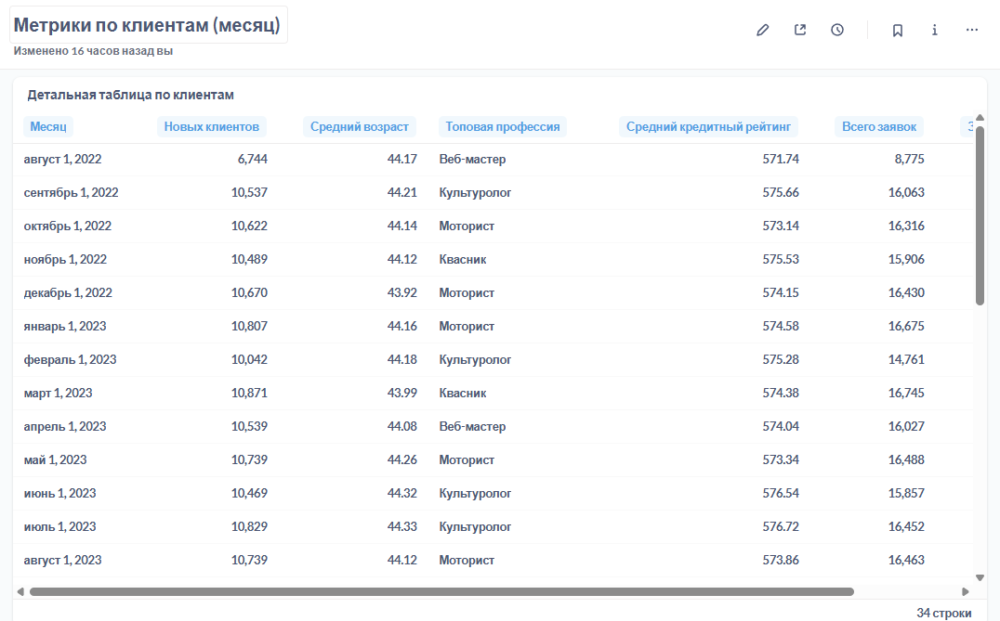 Метрики по клиентам (месяц)
Изменено 16 часов назад вы
Детальная таблица по клиентам
Месяц Новых клиентов Средний возраст Топовая профессия Средний кредитный рейтинг Всего заявок
август 1, 2022 6,744 44.17 Веб-мастер 571.74 8,775
сентябрь 1, 2022 10,537 44.21 Культуролог 575.66 16,063
октябрь 1, 2022 10,622 44.14 Моторист 573.14 16,316
ноябрь 1, 2022 10,489 44.12 Квасник 575.53 15,906
декабрь 1, 2022 10,670 43.92 Моторист 574.15 16,430
январь 1, 2023 10,807 44.16 Моторист 574.58 16,675
февраль 1, 2023 10,042 44.18 Культуролог 575.28 14,761
март 1, 2023 10,871 43.99 Квасник 574.38 16,745
апрель 1, 2023 10,539 44.08 Веб-мастер 574.04 16,027
май 1, 2023 10,739 44.26 Моторист 573.34 16,488
июнь 1, 2023 10,469 44.32 Культуролог 576.54 15,857
июль 1, 2023 10,829 44.33 Культуролог 576.72 16,452
август 1, 2023 10,739 44.12 Моторист 573.86 16,463
34 строки